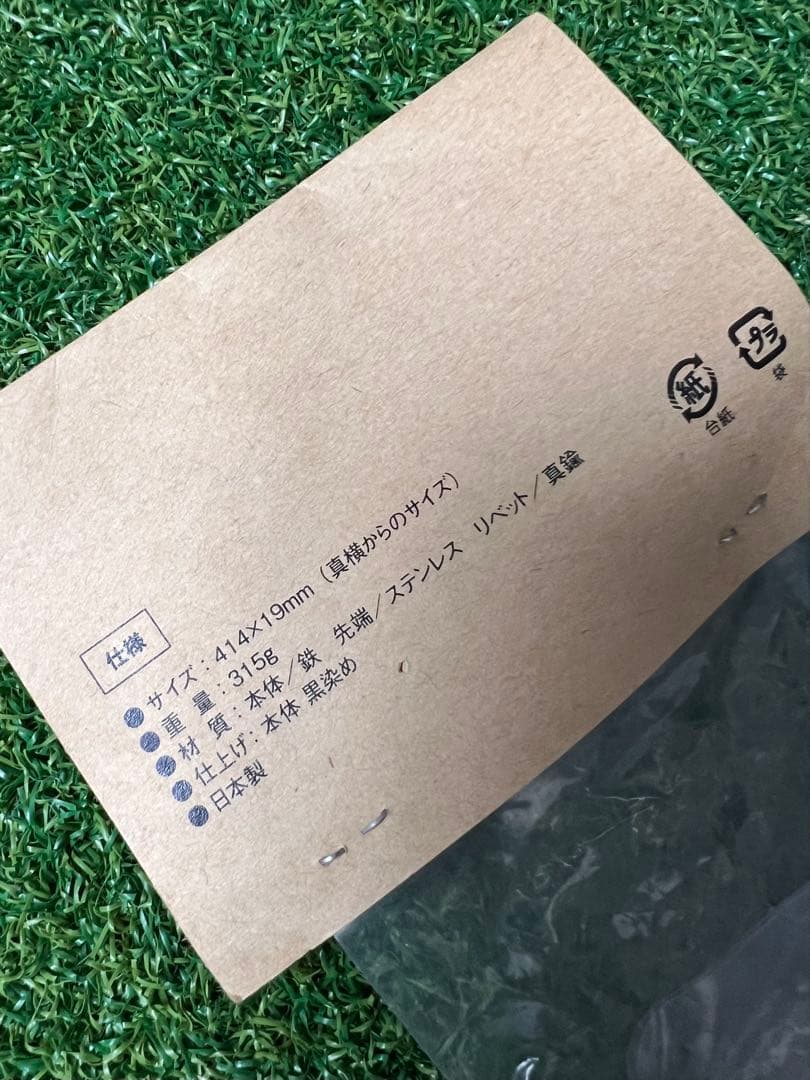 仕様
サイズ：414×19mm（真横からのサイズ）
重 量：315g
材 質：本体／鉄 先端／ステンレス リベット／真鍮
仕上げ：本体 黒染め
日本製
紙
台紙
プラ
袋